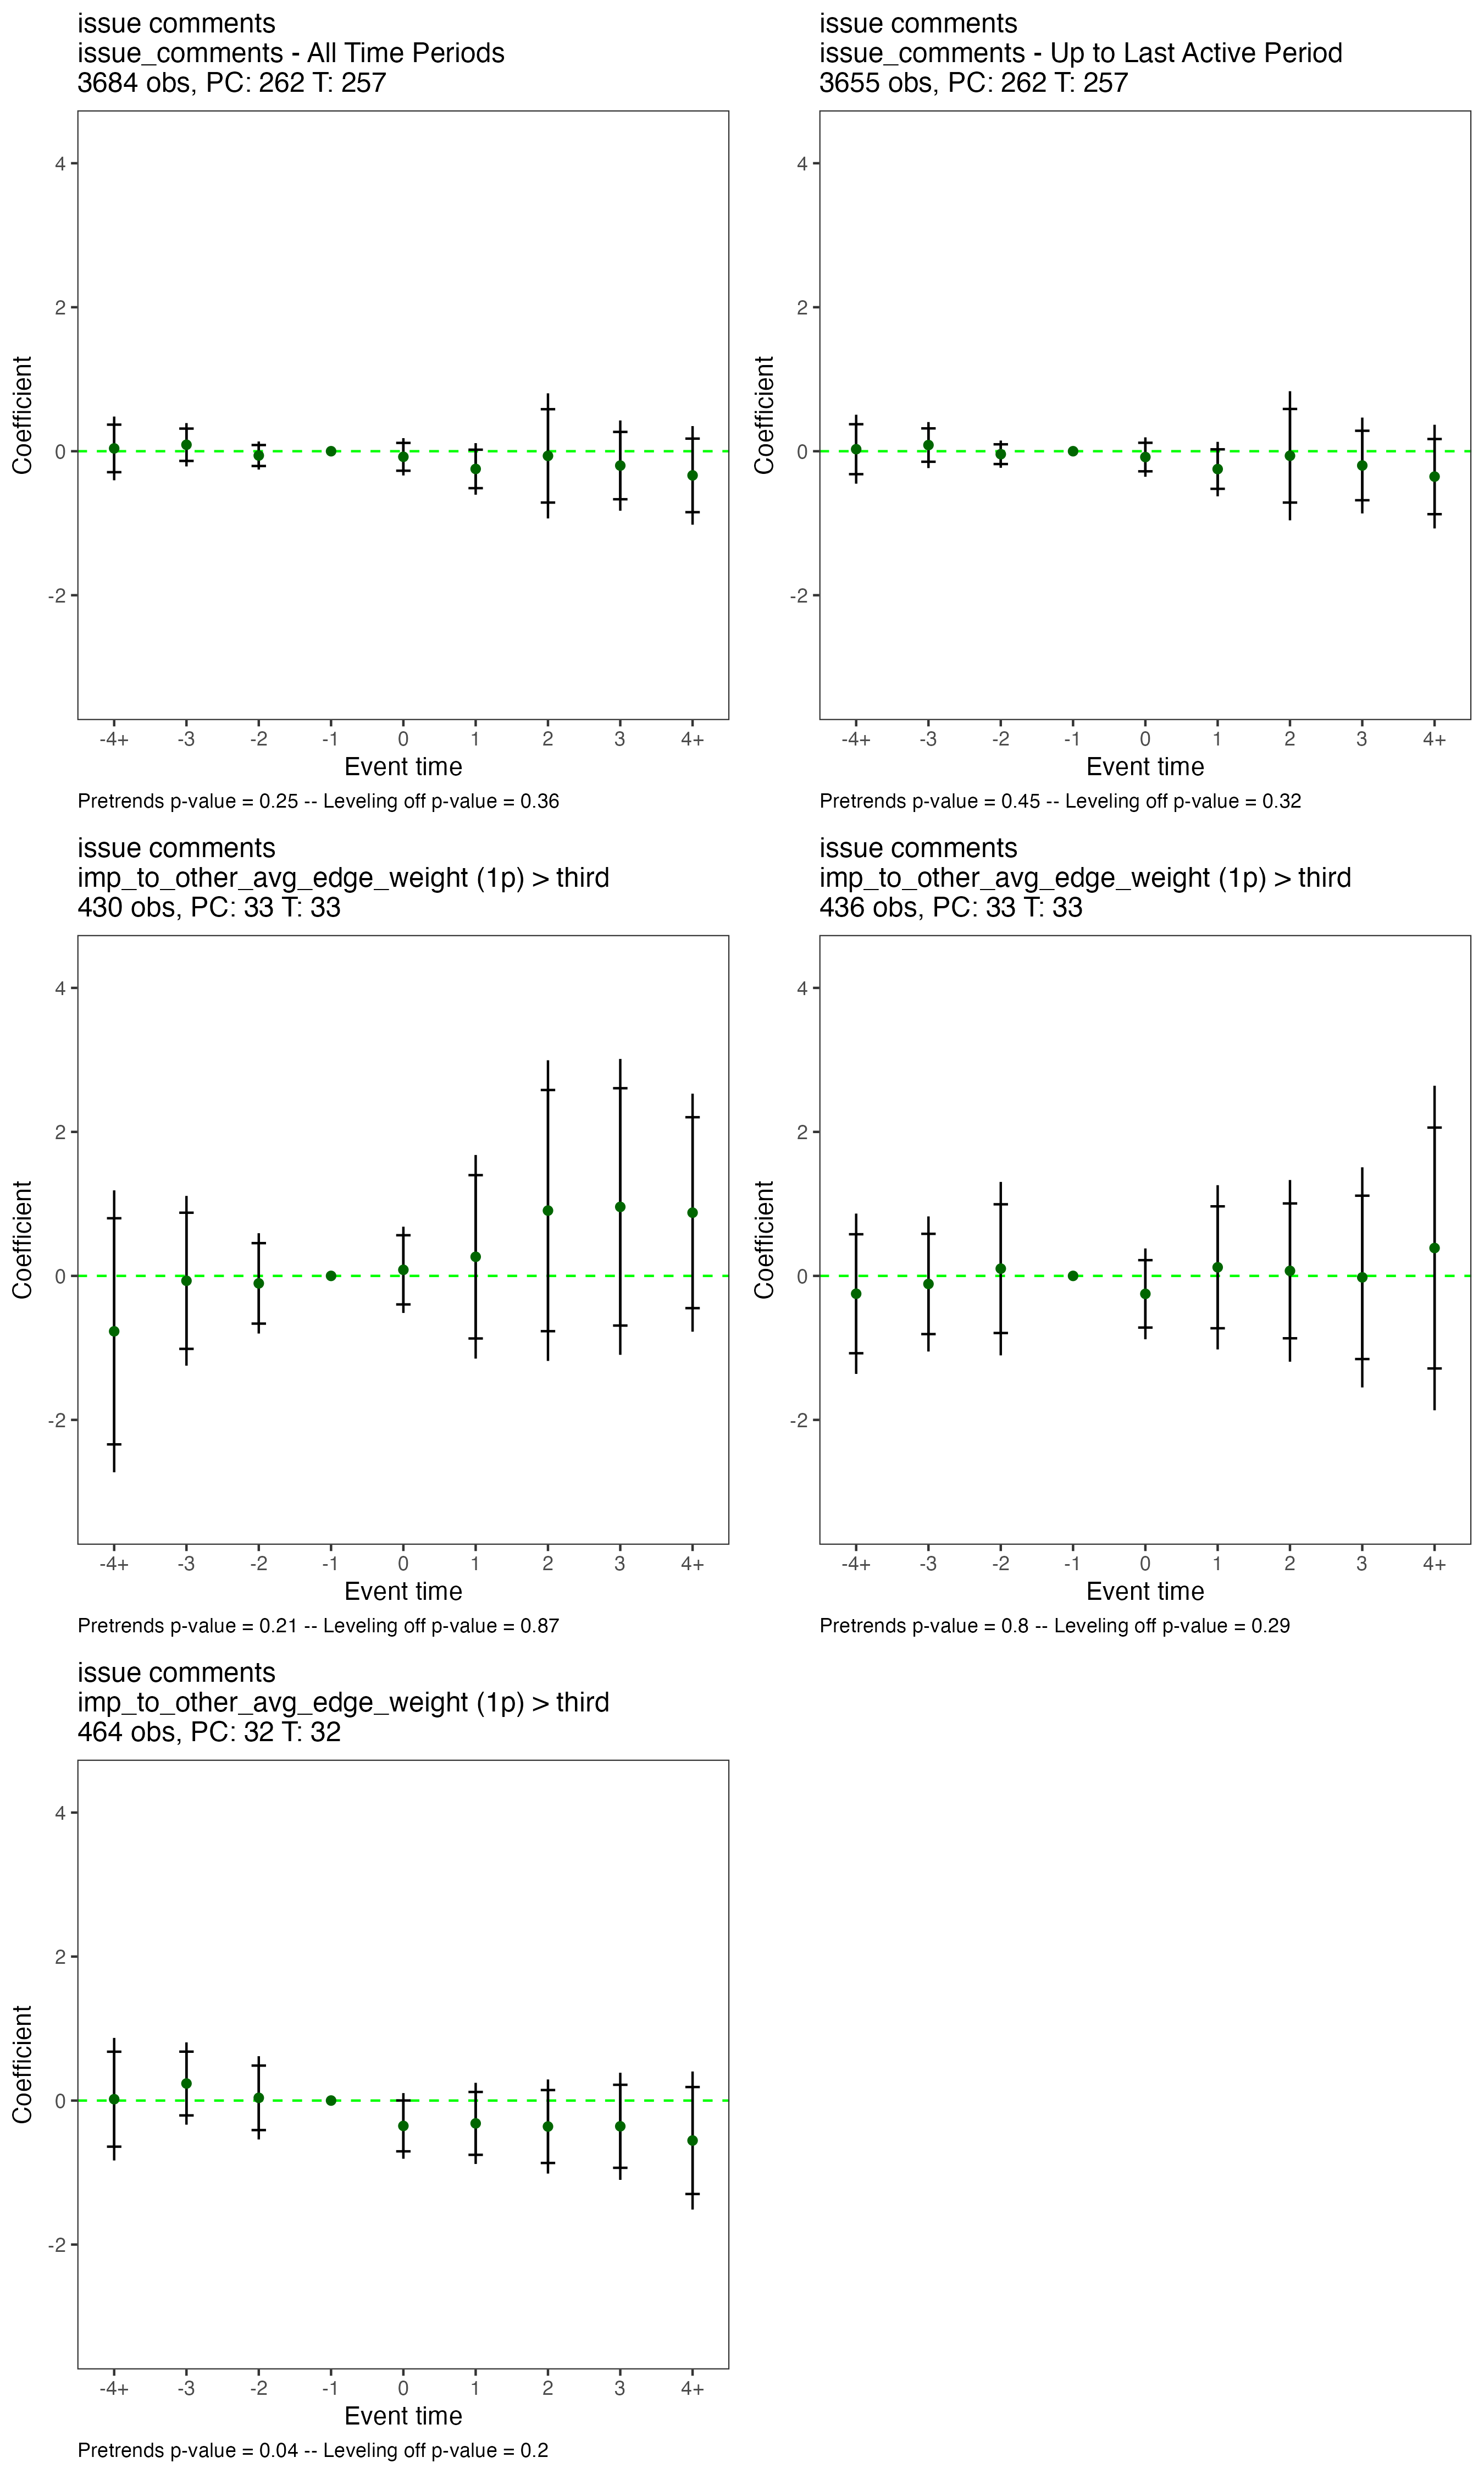 issue comments
issue_comments - All Time Periods
3684 obs, PC: 262 T: 257
4
2
0
-2
Coefficient
-4+ -3 -2 -1 0 1 2 3 4+
Event time
Pretrends p-value = 0.25 -- Leveling off p-value = 0.36
issue comments
issue_comments - Up to Last Active Period
3655 obs, PC: 262 T: 257
4
2
0
-2
Coefficient
-4+ -3 -2 -1 0 1 2 3 4+
Event time
Pretrends p-value = 0.45 -- Leveling off p-value = 0.32
issue comments
imp_to_other_avg_edge_weight (1p) > third
430 obs, PC: 33 T: 33
4
2
0
-2
Coefficient
-4+ -3 -2 -1 0 1 2 3 4+
Event time
Pretrends p-value = 0.21 -- Leveling off p-value = 0.87
issue comments
imp_to_other_avg_edge_weight (1p) > third
436 obs, PC: 33 T: 33
4
2
0
-2
Coefficient
-4+ -3 -2 -1 0 1 2 3 4+
Event time
Pretrends p-value = 0.8 -- Leveling off p-value = 0.29
issue comments
imp_to_other_avg_edge_weight (1p) > third
464 obs, PC: 32 T: 32
4
2
0
-2
Coefficient
-4+ -3 -2 -1 0 1 2 3 4+
Event time
Pretrends p-value = 0.04 -- Leveling off p-value = 0.2